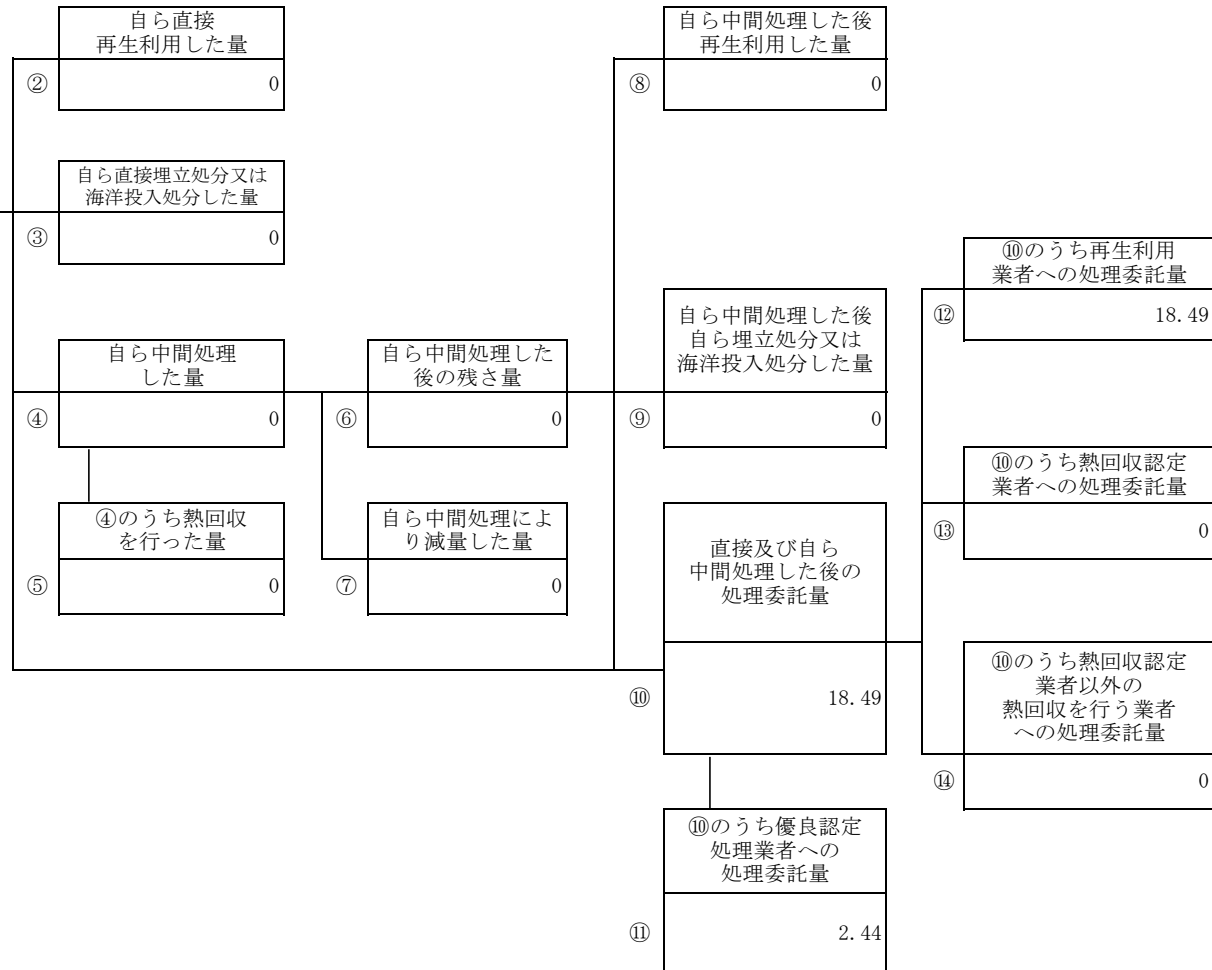 自ら直接
再生利用した量
②
0
自ら中間処理した後
再生利用した量
⑧
0
自ら直接埋立処分又は
海洋投入処分した量
③
0
⑩のうち再生利用
業者への処理委託量
⑫
18.49
自ら中間処理
した量
④
0
自ら中間処理した
後の残さ量
⑥
0
自ら中間処理した後
自ら埋立処分又は
海洋投入処分した量
⑨
0
⑩のうち熱回収認定
業者への処理委託量
⑬
0
④のうち熱回収
を行った量
⑤
0
自ら中間処理によ
り減量した量
⑦
0
直接及び自ら
中間処理した後の
処理委託量
⑩
18.49
⑩のうち熱回収認定
業者以外の
熱回収を行う業者
への処理委託量
⑭
0
⑩のうち優良認定
処理業者への
処理委託量
⑪
2.44